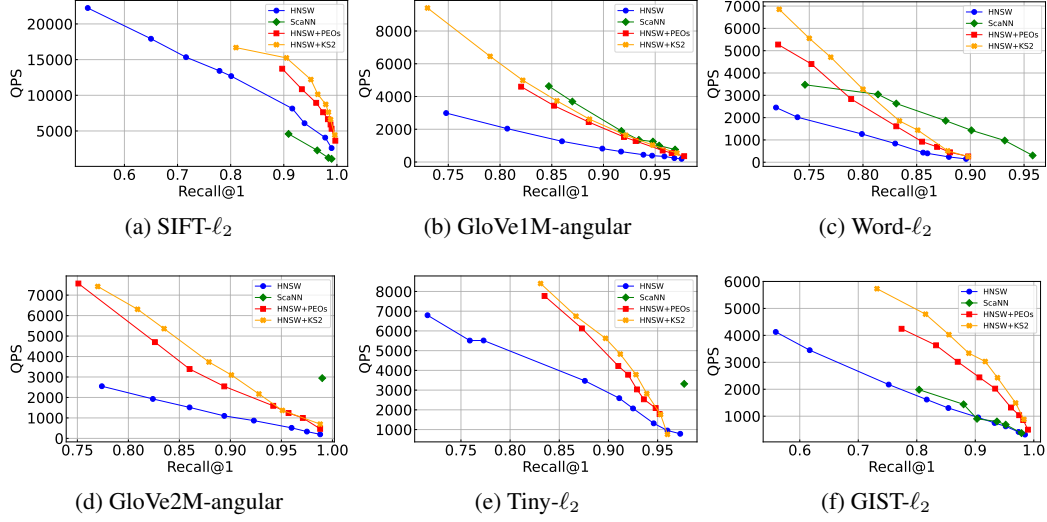 HNSW
ScaNN
HNSW+PEOs
HNSW+KS2
QPS
20000
15000
10000
5000
0.6 0.7 0.8 0.9 1.0
Recall@1
(a) SIFT-ℓ2
HNSW
ScaNN
HNSW+PEOs
HNSW+KS2
QPS
8000
6000
4000
2000
0
0.75 0.80 0.85 0.90 0.95
Recall@1
(b) GloVe1M-angular
HNSW
ScaNN
HNSW+PEOs
HNSW+KS2
QPS
7000
6000
5000
4000
3000
2000
1000
0
0.75 0.80 0.85 0.90 0.95
Recall@1
(c) Word-ℓ2
HNSW
ScaNN
HNSW+PEOs
HNSW+KS2
QPS
7000
6000
5000
4000
3000
2000
1000
0
0.75 0.80 0.85 0.90 0.95 1.00
Recall@1
(d) GloVe2M-angular
HNSW
ScaNN
HNSW+PEOs
HNSW+KS2
QPS
8000
7000
6000
5000
4000
3000
2000
1000
0.75 0.80 0.85 0.90 0.95
Recall@1
(e) Tiny-ℓ2
HNSW
ScaNN
HNSW+PEOs
HNSW+KS2
QPS
6000
5000
4000
3000
2000
1000
0.6 0.7 0.8 0.9 1.0
Recall@1
(f) GIST-ℓ2